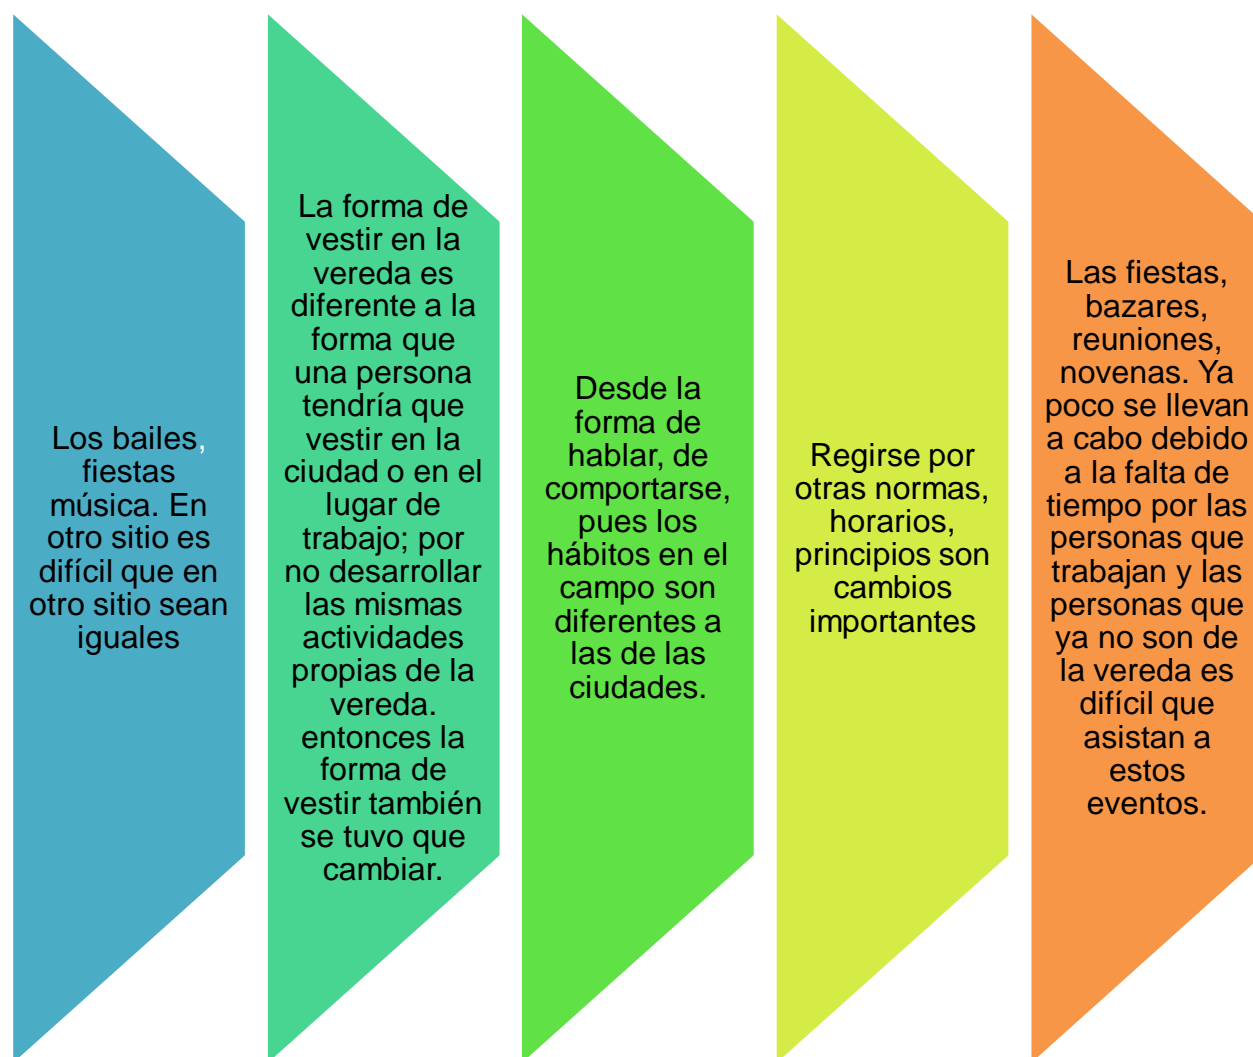 Los bailes,
fiestas
música. En
otro sitio es
difícil que en
otro sitio sean
iguales
La forma de
vestir en la
vereda es
diferente a la
forma que
una persona
tendría que
vestir en la
ciudad o en el
lugar de
trabajo; por
no desarrollar
las mismas
actividades
propias de la
vereda.
entonces la
forma de
vestir también
se tuvo que
cambiar.
Desde la
forma de
hablar, de
comportarse,
pues los
hábitos en el
campo son
diferentes a
las de las
ciudades.
Regirse por
otras normas,
horarios,
principios son
cambios
importantes
Las fiestas,
bazares,
reuniones,
novenas. Ya
poco se llevan
a cabo debido
a la falta de
tiempo por las
personas que
trabajan y las
personas que
ya no son de
la vereda es
difícil que
asistan a
estos
eventos.